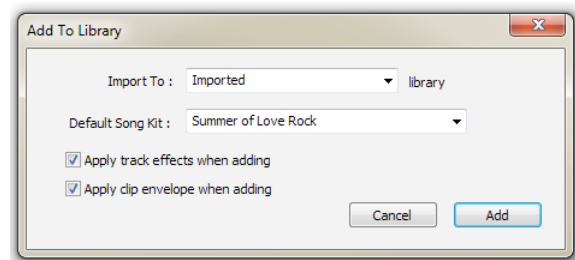 Add To Library
Import To : Imported library
Default Song Kit : Summer of Love Rock
Apply track effects when adding
Apply clip envelope when adding
Cancel Add